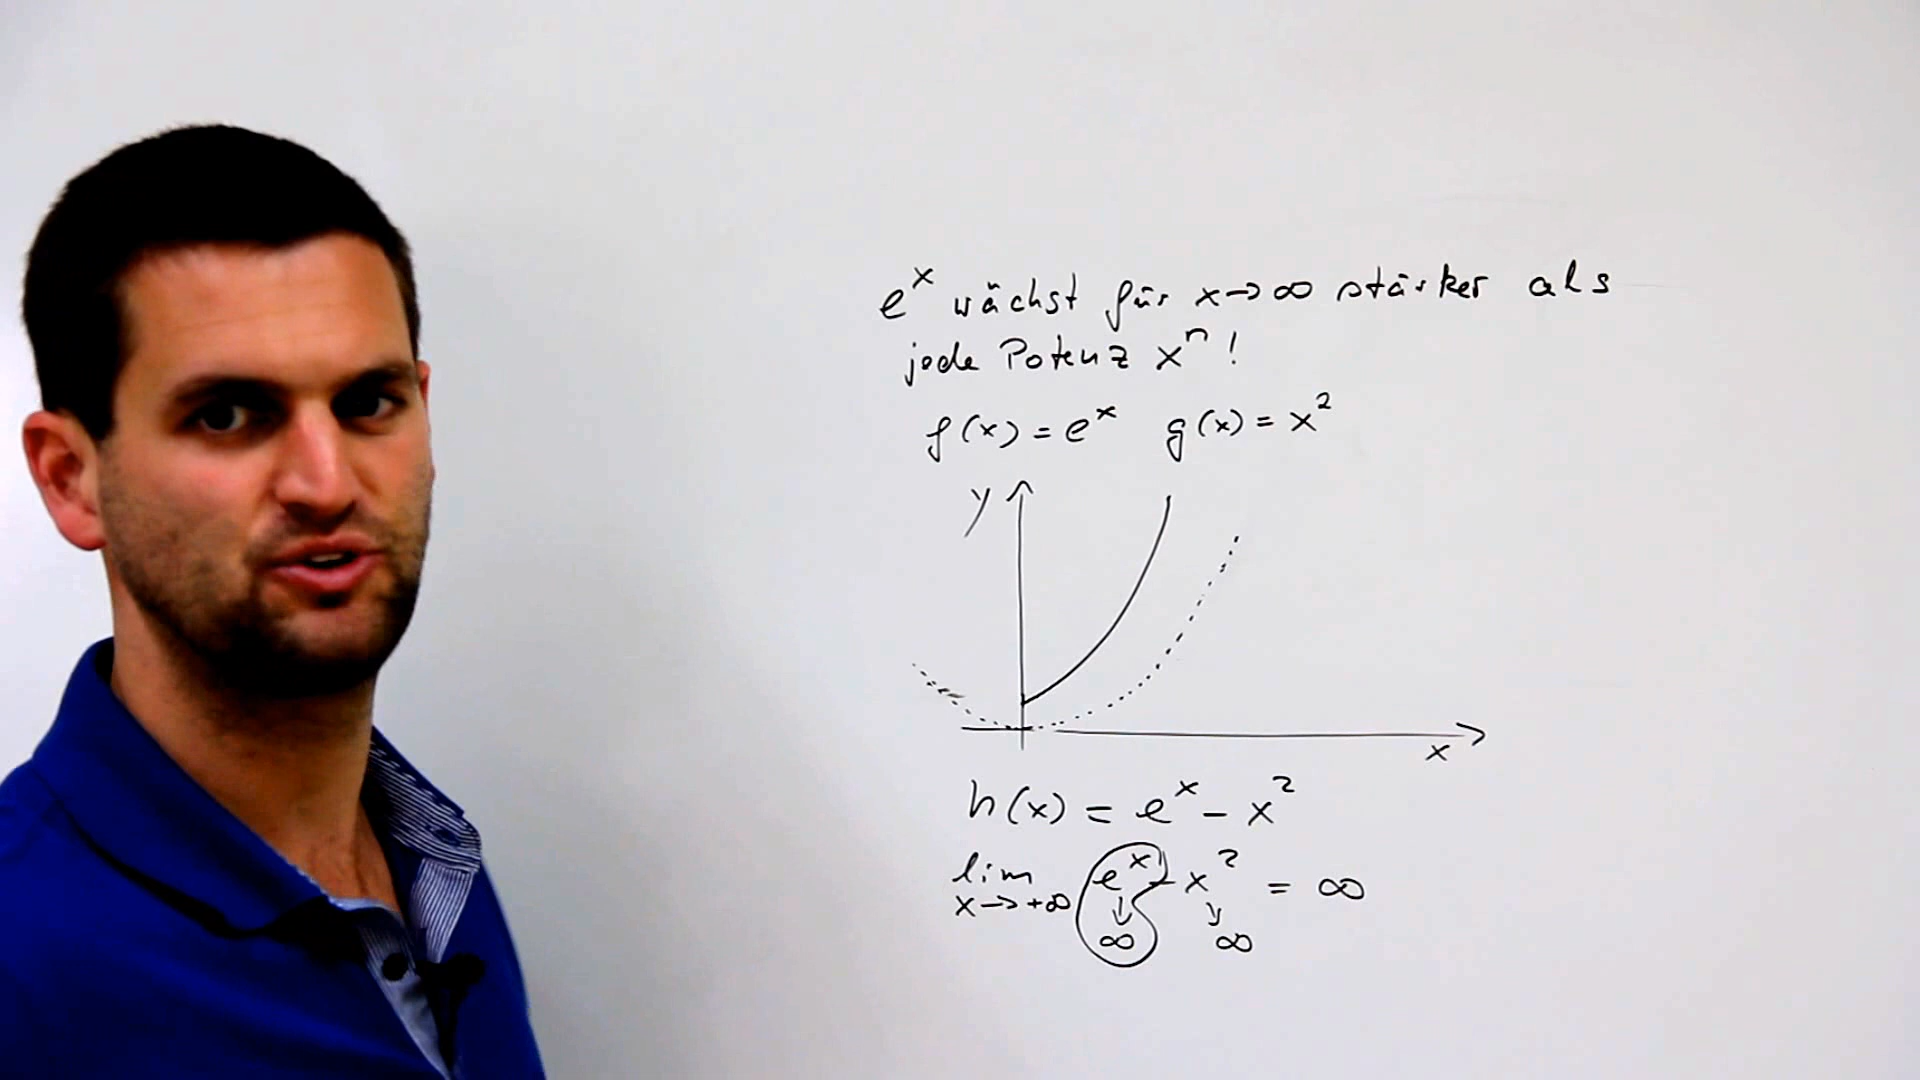 e^x wächst für x→∞ stärker als
jede Potenz x^n!
f(x) = e^x g(x) = x^2
y
x
h(x) = e^x - x^2
lim e^x - x^2 = ∞
x→+∞ ↓ ↓
∞ ∞